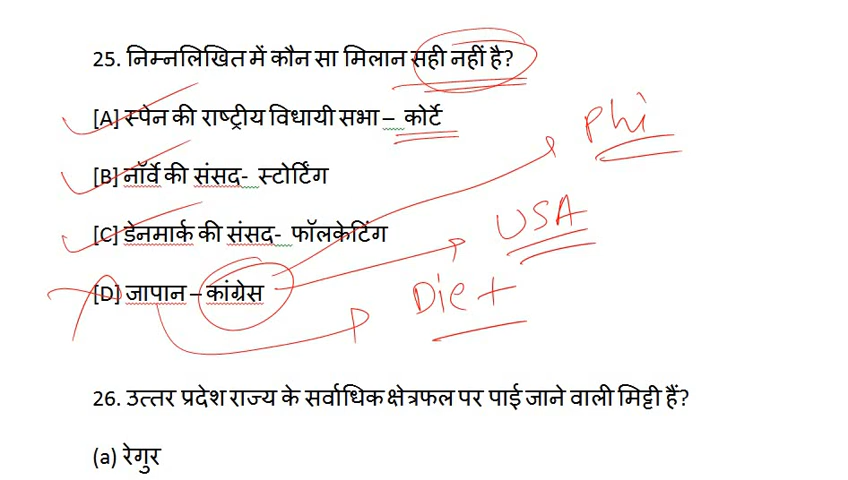 25. निम्नलिखित में कौन सा मिलान सही नहीं है?
[A] स्पेन की राष्ट्रीय विधायी सभा – कोर्टे
Phi
[B] नॉर्वे की संसद- स्टोर्टिंग
USA
[C] डेनमार्क की संसद- फॉलकेटिंग
[D] जापान – कांग्रेस
Diet
26. उत्तर प्रदेश राज्य के सर्वाधिक क्षेत्रफल पर पाई जाने वाली मिट्टी हैं?
(a) रेगुर